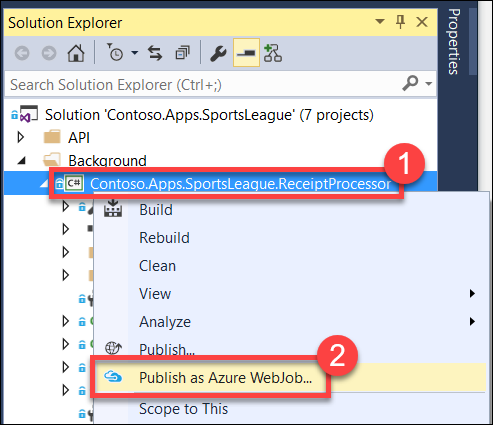 Solution Explorer
Search Solution Explorer (Ctrl+;)
Solution 'Contoso.Apps.SportsLeague' (7 projects)
API
Background
1
C# Contoso.Apps.SportsLeague.ReceiptProcessor
Build
Rebuild
Clean
View
Analyze
Publish...
2
Publish as Azure WebJob...
Scope to This
Properties